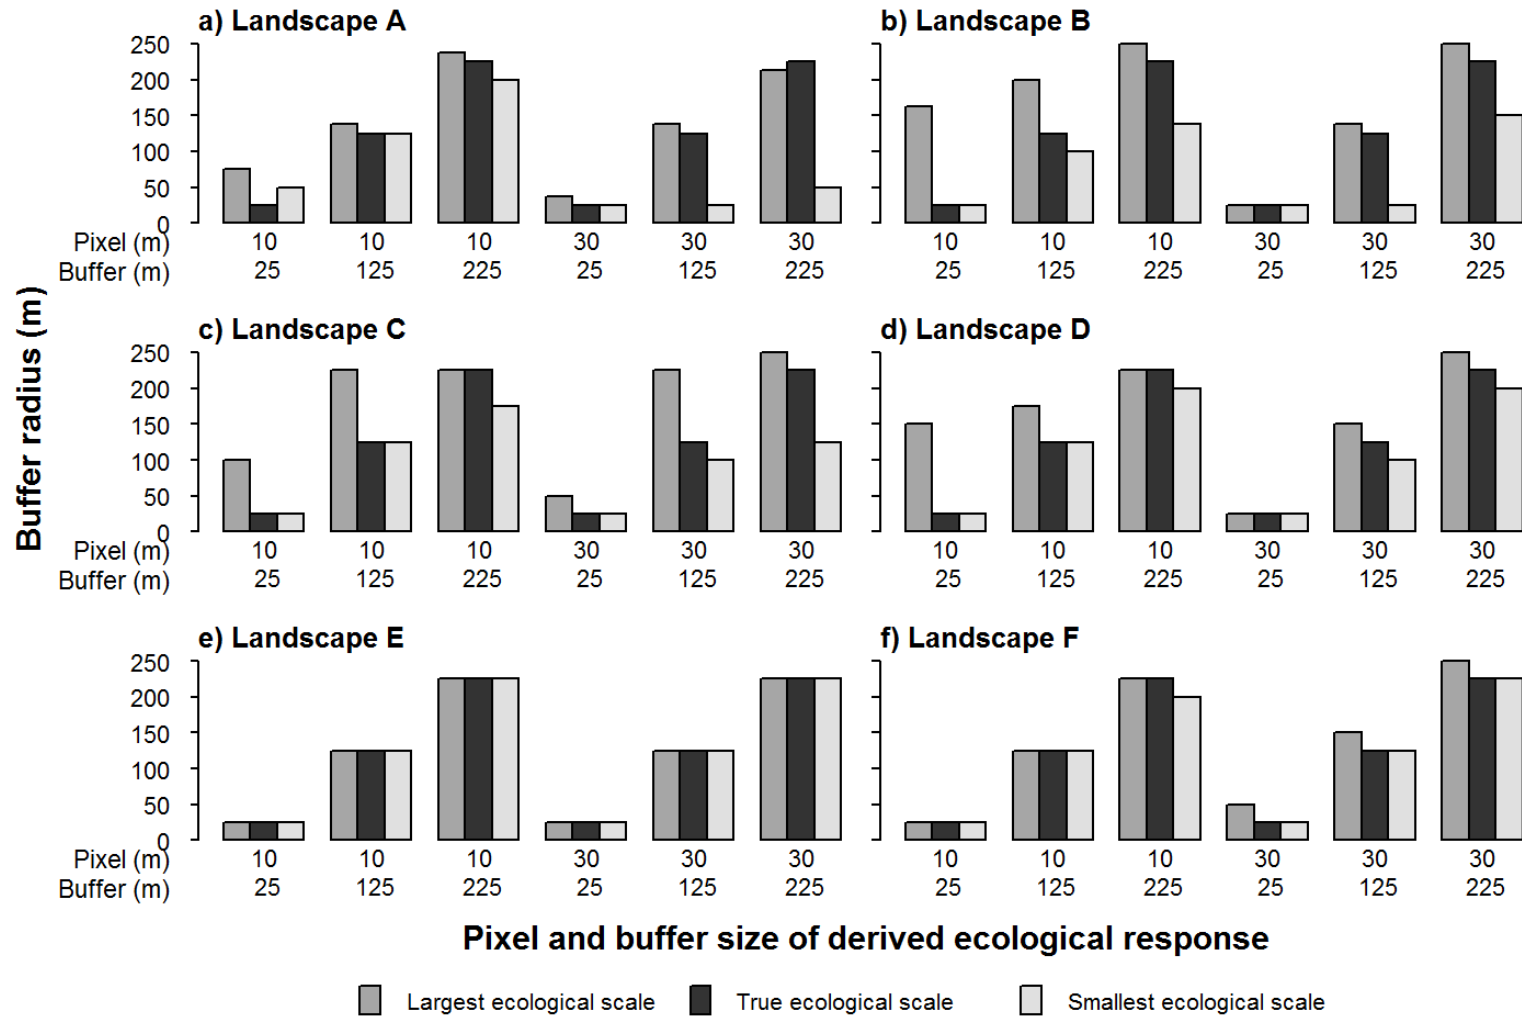 a) Landscape A
b) Landscape B
250
200
150
100
50
0
Pixel (m) 10 10 10 30 30 30 10 10 10 30 30 30
Buffer (m) 25 125 225 25 125 225 25 125 225 25 125 225
c) Landscape C
d) Landscape D
250
200
150
100
50
0
Pixel (m) 10 10 10 30 30 30 10 10 10 30 30 30
Buffer (m) 25 125 225 25 125 225 25 125 225 25 125 225
e) Landscape E
f) Landscape F
250
200
150
100
50
0
Pixel (m) 10 10 10 30 30 30 10 10 10 30 30 30
Buffer (m) 25 125 225 25 125 225 25 125 225 25 125 225
Buffer radius (m)
Pixel and buffer size of derived ecological response
Largest ecological scale
True ecological scale
Smallest ecological scale